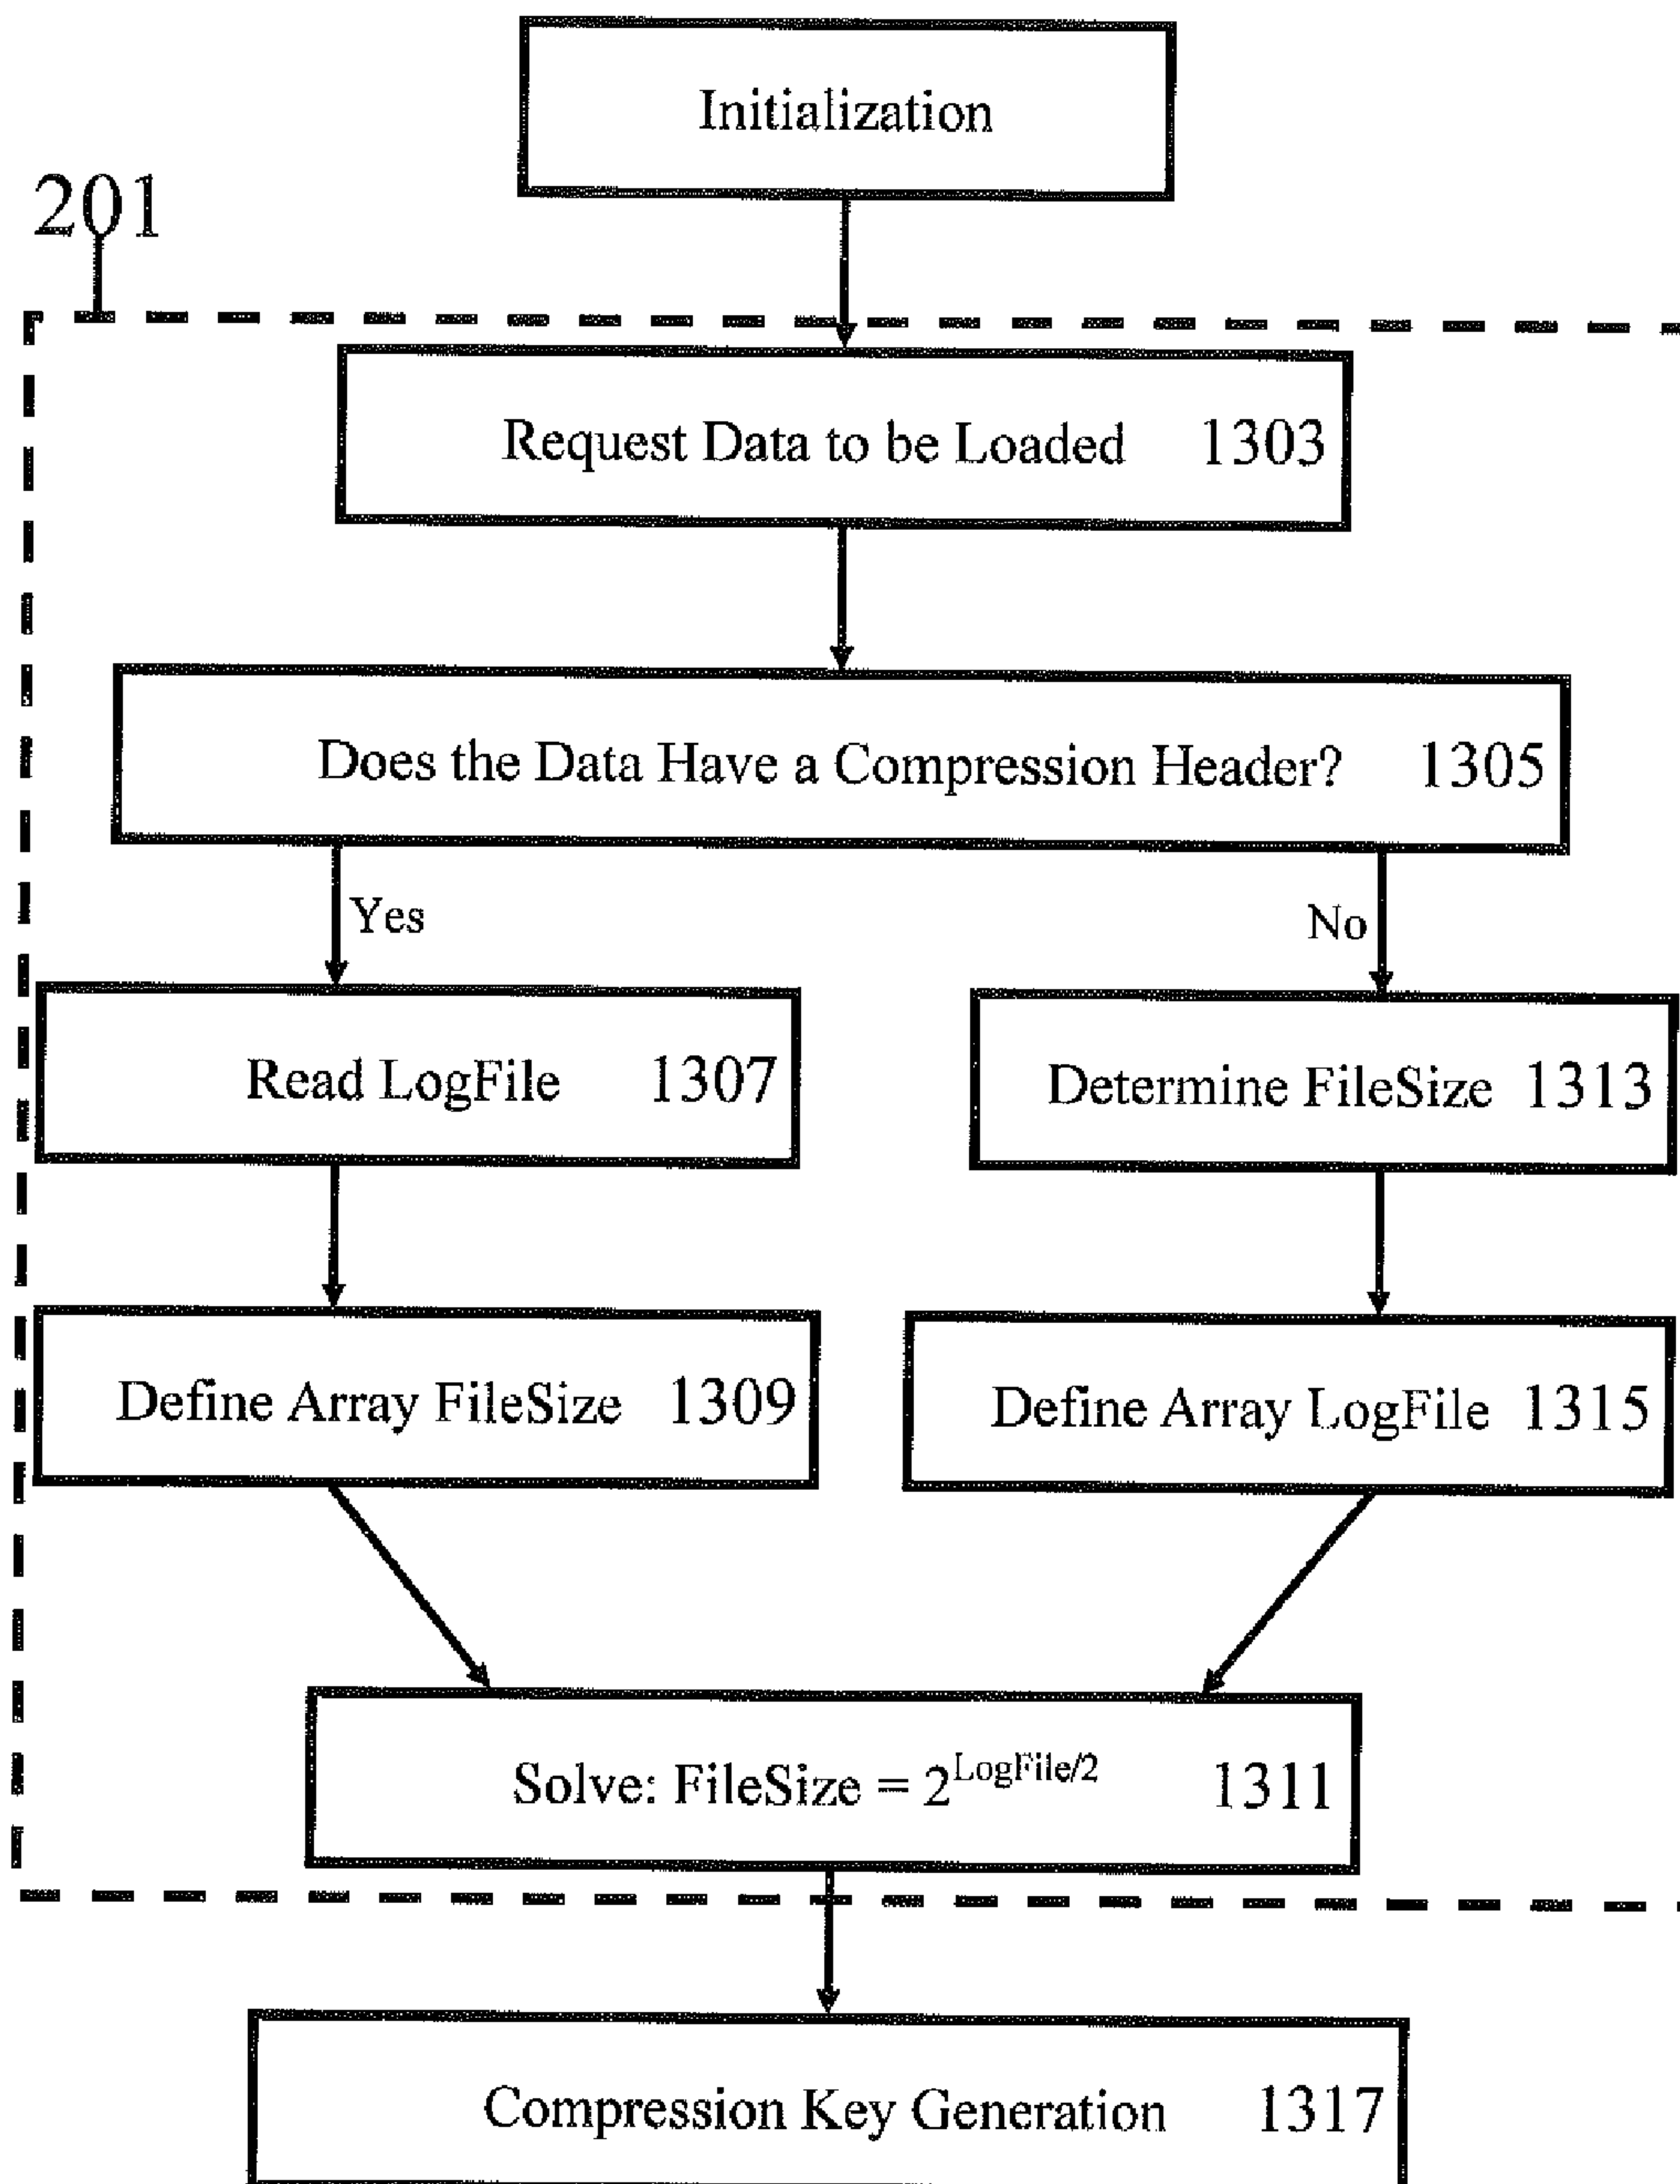 Initialization
201
Request Data to be Loaded 1303
Does the Data Have a Compression Header? 1305
Yes
No
Read LogFile 1307
Determine FileSize 1313
Define Array FileSize 1309
Define Array LogFile 1315
Solve: FileSize = 2^LogFile/2 1311
Compression Key Generation 1317